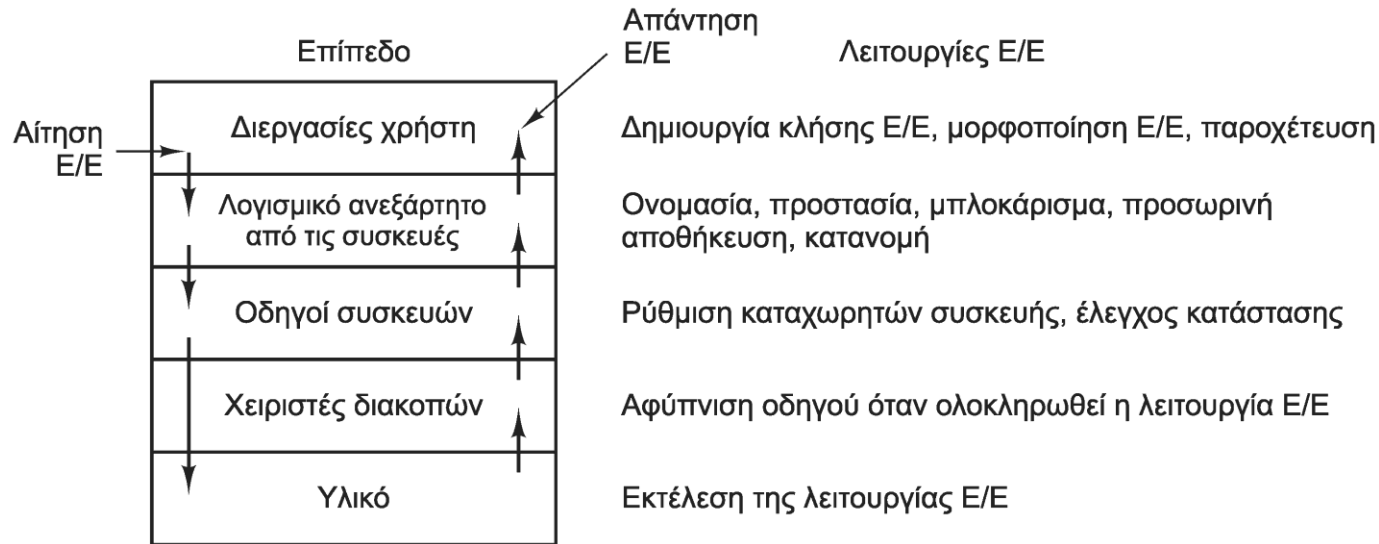 Επίπεδο
Απάντηση
Ε/Ε
Λειτουργίες Ε/Ε
Αίτηση
Ε/Ε
Διεργασίες χρήστη
Δημιουργία κλήσης Ε/Ε, μορφοποίηση Ε/Ε, παροχέτευση
Λογισμικό ανεξάρτητο
από τις συσκευές
Ονομασία, προστασία, μπλοκάρισμα, προσωρινή
αποθήκευση, κατανομή
Οδηγοί συσκευών
Ρύθμιση καταχωρητών συσκευής, έλεγχος κατάστασης
Χειριστές διακοπών
Αφύπνιση οδηγού όταν ολοκληρωθεί η λειτουργία Ε/Ε
Υλικό
Εκτέλεση της λειτουργίας Ε/Ε